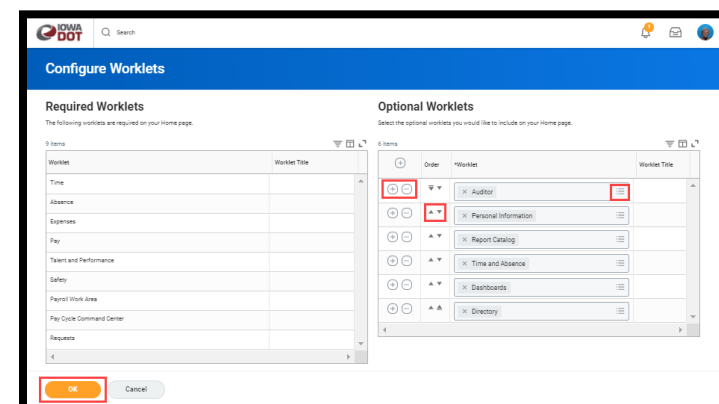 IOWA
DOT
Search
1
Configure Worklets
Required Worklets
The following worklets are required on your Home page.
9 items
Worklet Worklet Title
Time
Absence
Expenses
Pay
Talent and Performance
Safety
Payroll Work Area
Pay Cycle Command Center
Requests
Optional Worklets
Select the optional worklets you would like to include on your Home page.
6 items
Order *Worklet Worklet Title
× Auditor
× Personal Information
× Report Catalog
× Time and Absence
× Dashboards
× Directory
OK Cancel